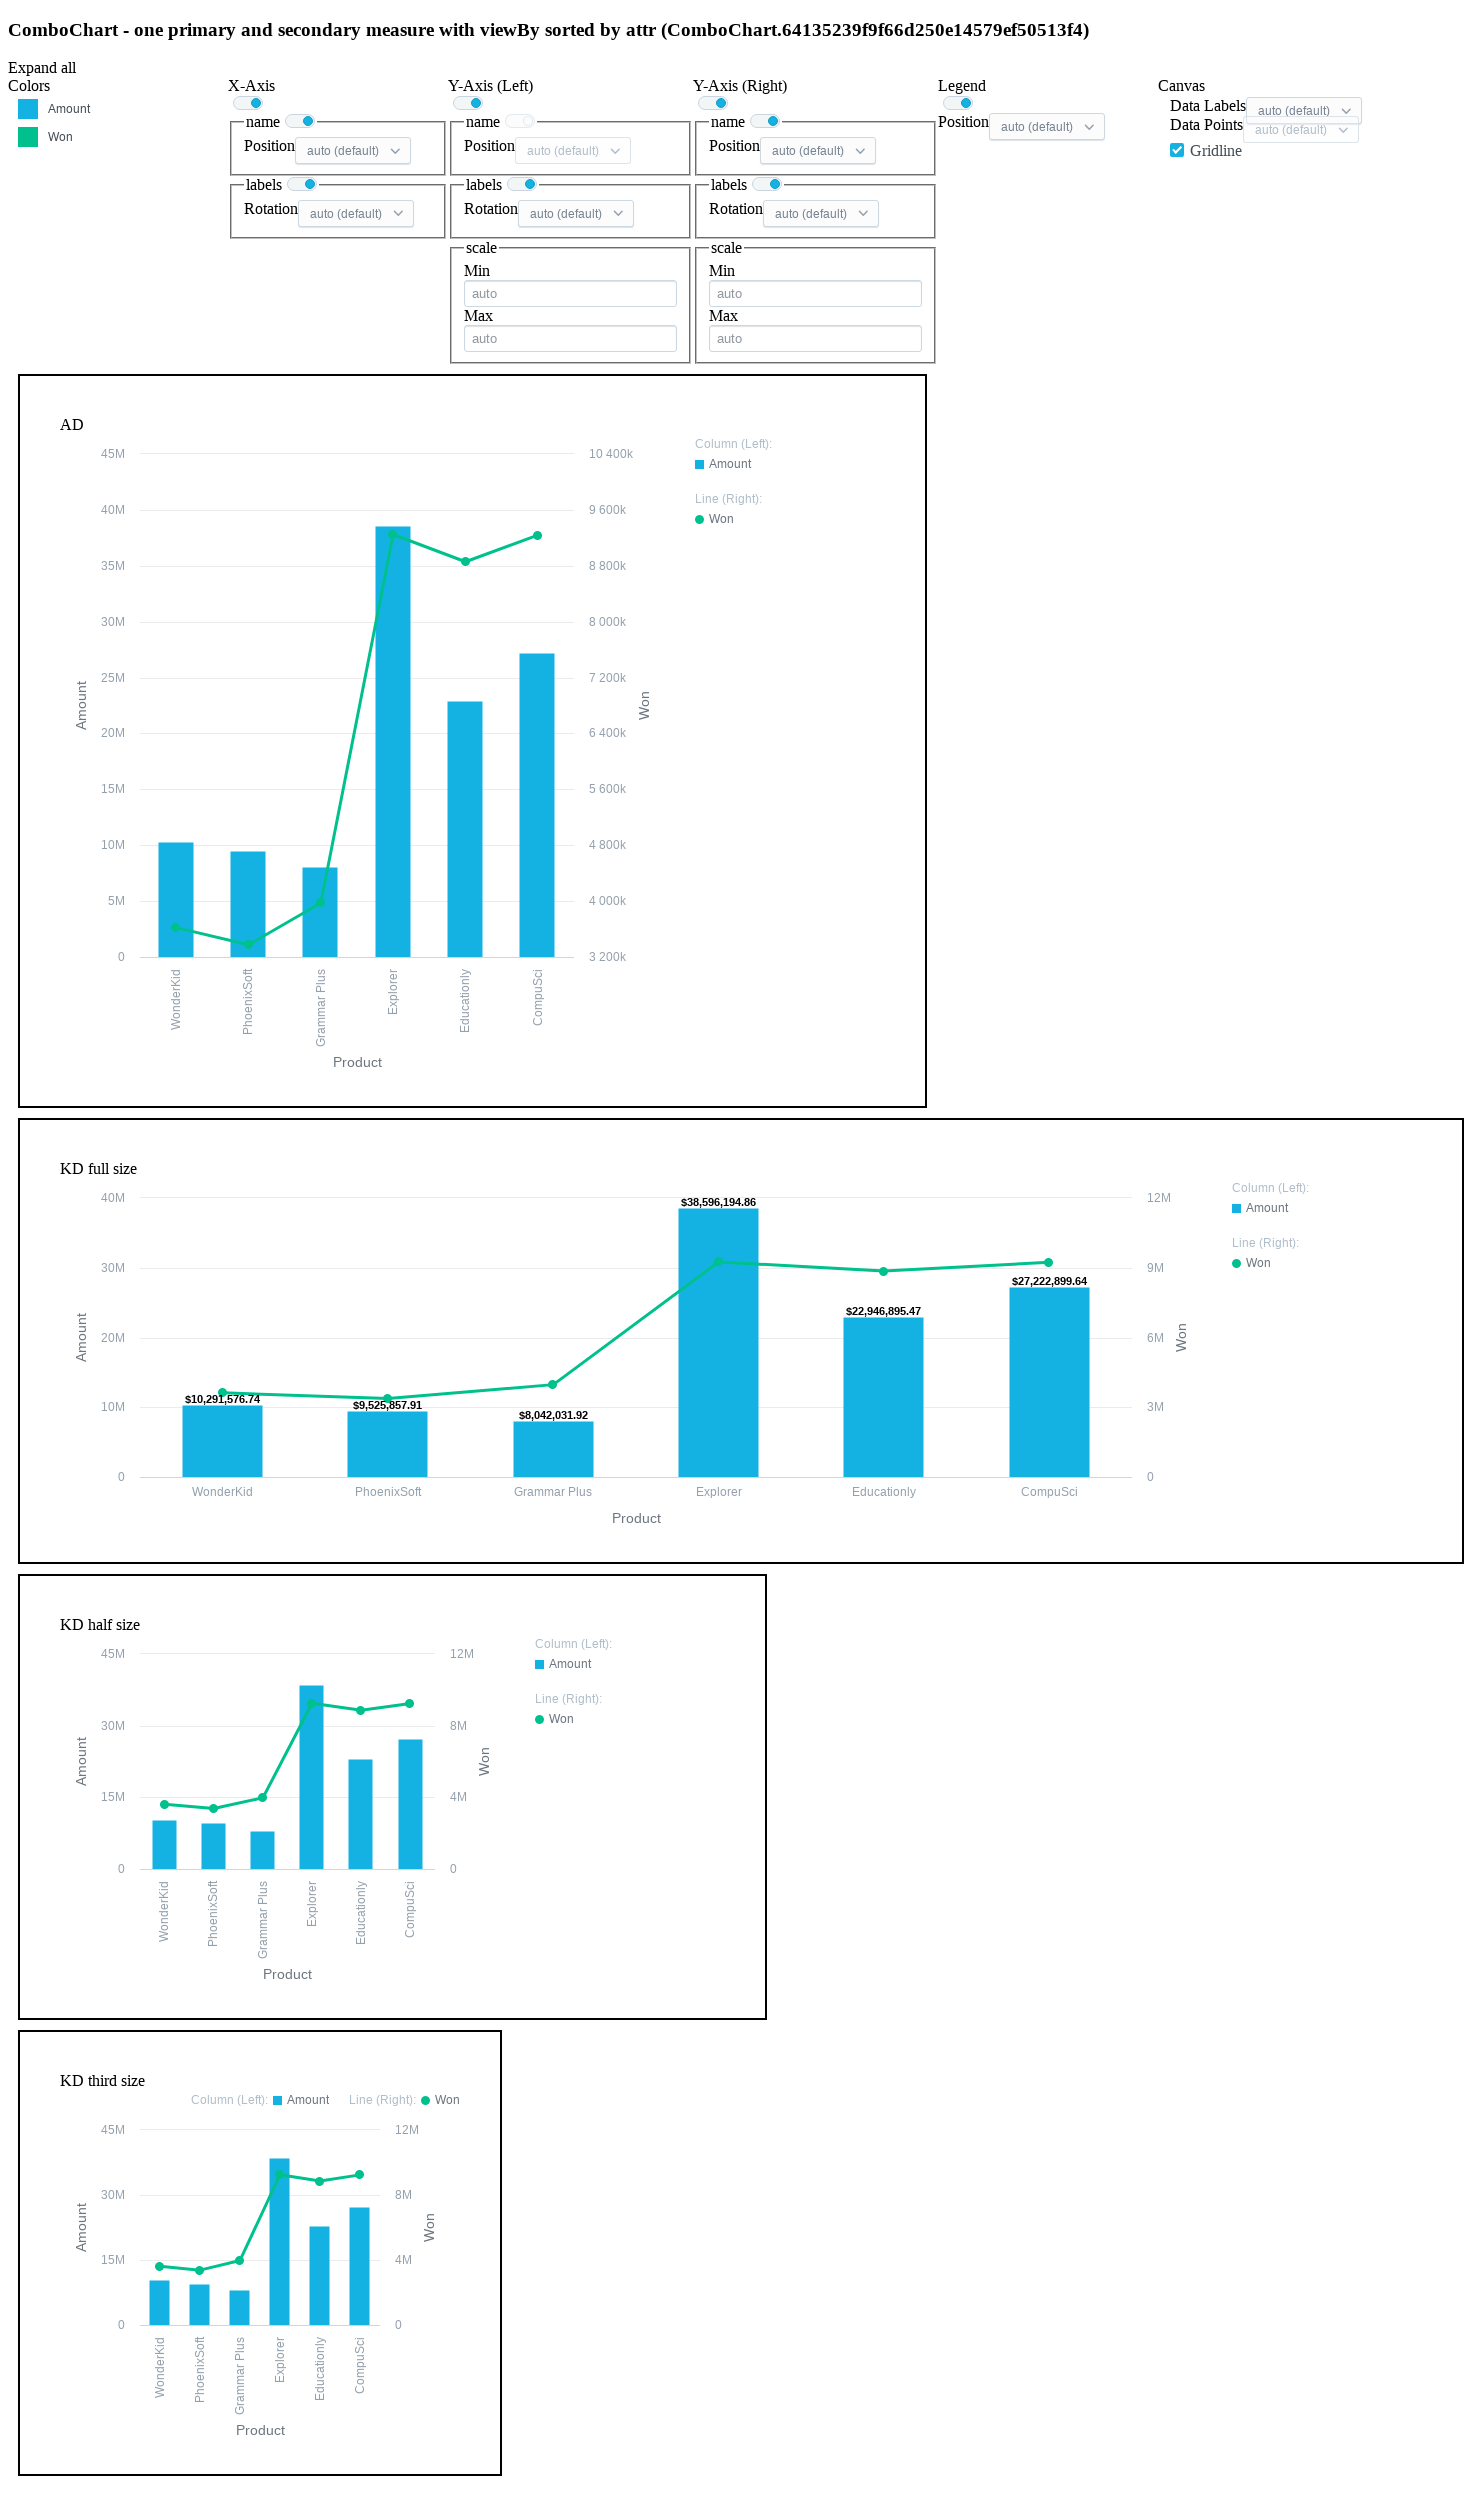 ComboChart - one primary and secondary measure with viewBy sorted by attr (ComboChart.64135239f9f66d250e14579ef50513f4)
Expand all
Colors
Amount
Won
X-Axis
name
Position auto (default)
labels
Rotation auto (default)
Y-Axis (Left)
name
Position auto (default)
labels
Rotation auto (default)
scale
Min
auto
Max
auto
Y-Axis (Right)
name
Position auto (default)
labels
Rotation auto (default)
scale
Min
auto
Max
auto
Legend
Position auto (default)
Canvas
Data Labels auto (default)
Data Points auto (default)
Gridline
AD
Column (Left):
Amount
Line (Right):
Won
45M 10 400k
40M 9 600k
35M 8 800k
30M 8 000k
25M 7 200k
20M 6 400k
15M 5 600k
10M 4 800k
5M 4 000k
0 3 200k
Amount
Won
WonderKid
PhoenixSoft
Grammar Plus
Explorer
Educationly
CompuSci
Product
KD full size
Column (Left):
Amount
Line (Right):
Won
40M 12M
30M 9M
20M 6M
10M 3M
0 0
Amount
Won
$10,291,576.74
$9,525,857.91
$8,042,031.92
$38,596,194.86
$22,946,895.47
$27,222,899.64
WonderKid PhoenixSoft Grammar Plus Explorer Educationly CompuSci
Product
KD half size
Column (Left):
Amount
Line (Right):
Won
45M 12M
30M 8M
15M 4M
0 0
Amount
Won
WonderKid
PhoenixSoft
Grammar Plus
Explorer
Educationly
CompuSci
Product
KD third size
Column (Left): Amount Line (Right): Won
45M 12M
30M 8M
15M 4M
0 0
Amount
Won
WonderKid
PhoenixSoft
Grammar Plus
Explorer
Educationly
CompuSci
Product